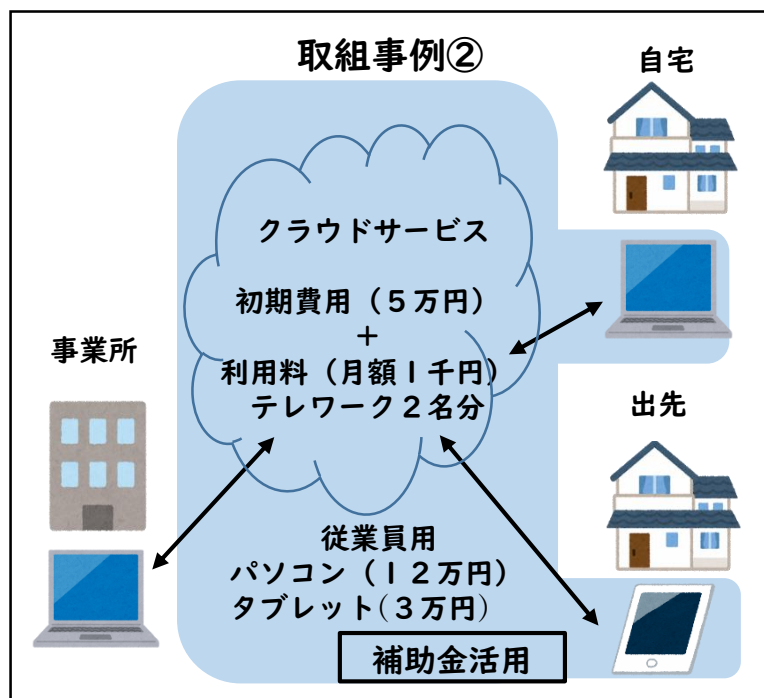 取組事例②
自宅
クラウドサービス
初期費用（５万円）
＋
利用料（月額１千円）
テレワーク２名分
事業所
出先
従業員用
パソコン（１２万円）
タブレット（３万円）
補助金活用